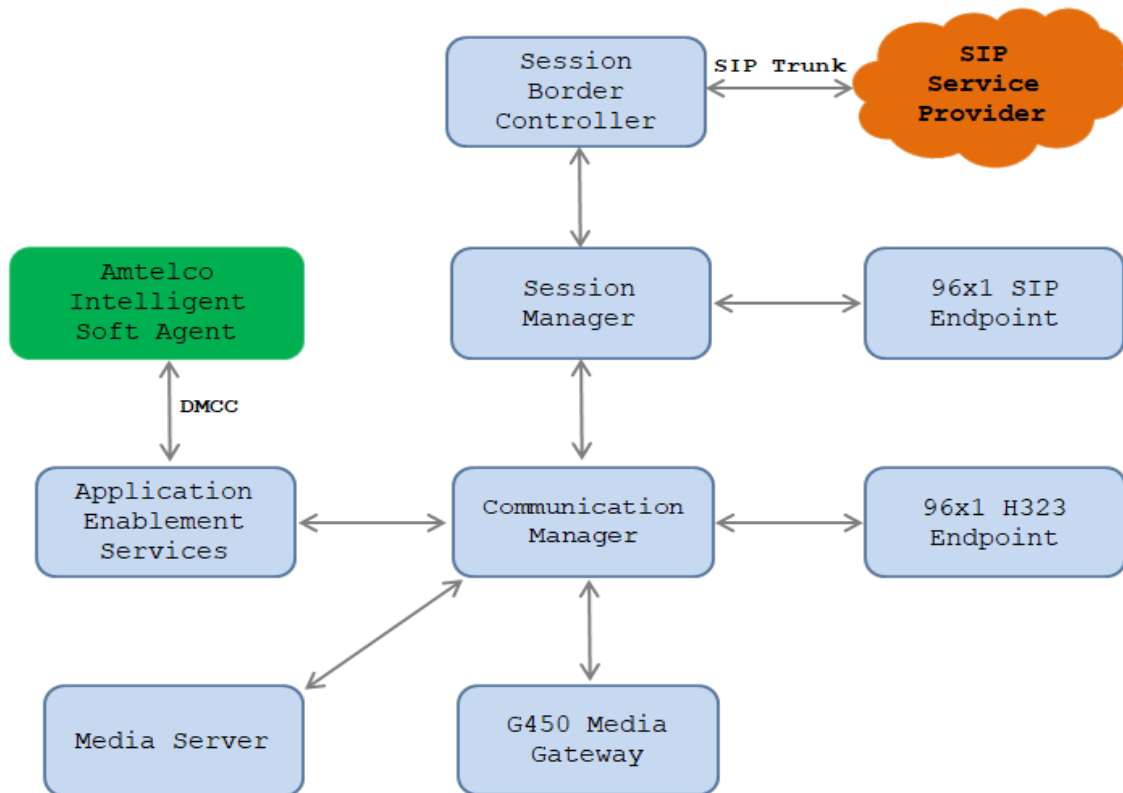 Session
Border
Controller
SIP Trunk
SIP
Service
Provider
Amtelco
Intelligent
Soft Agent
Session
Manager
96x1 SIP
Endpoint
DMCC
Application
Enablement
Services
Communication
Manager
96x1 H323
Endpoint
Media Server
G450 Media
Gateway